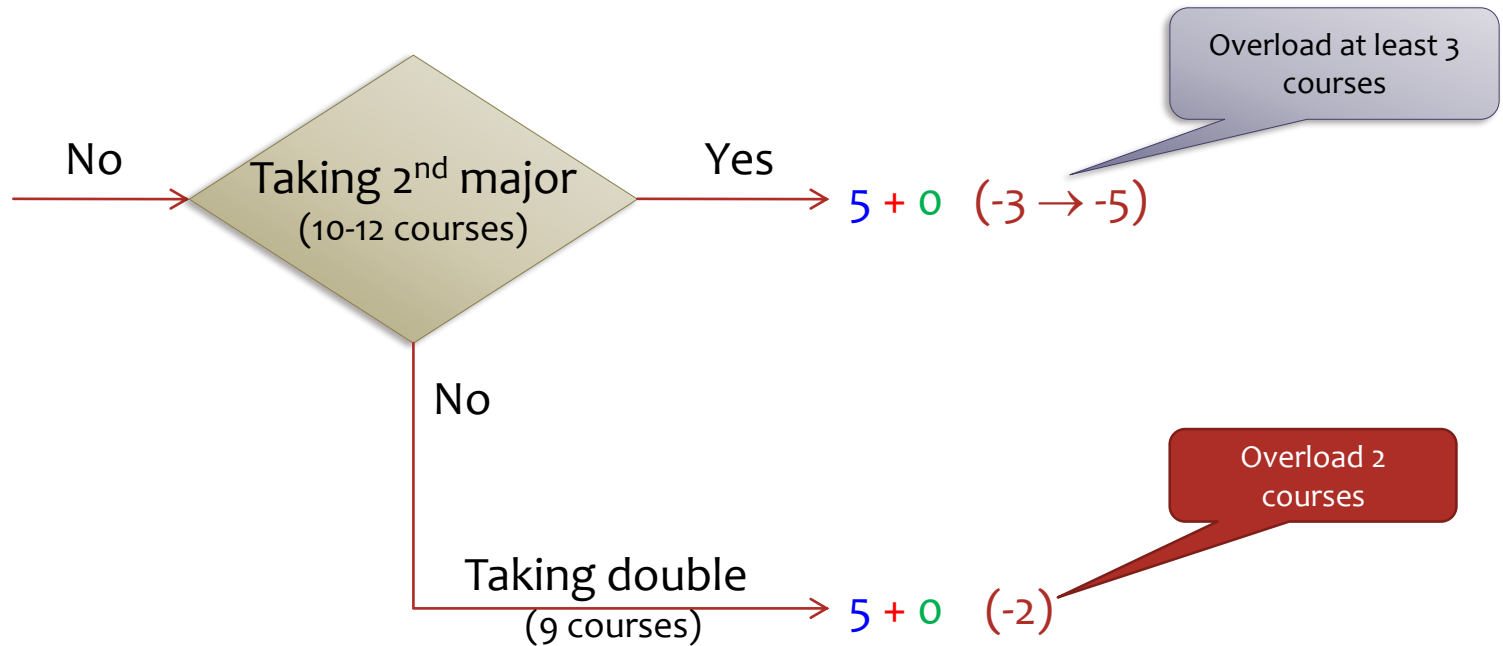 Overload at least 3
courses
No
Taking 2nd major
(10-12 courses)
Yes
5 + 0 (-3 → -5)
No
Overload 2
courses
Taking double
(9 courses)
5 + 0 (-2)